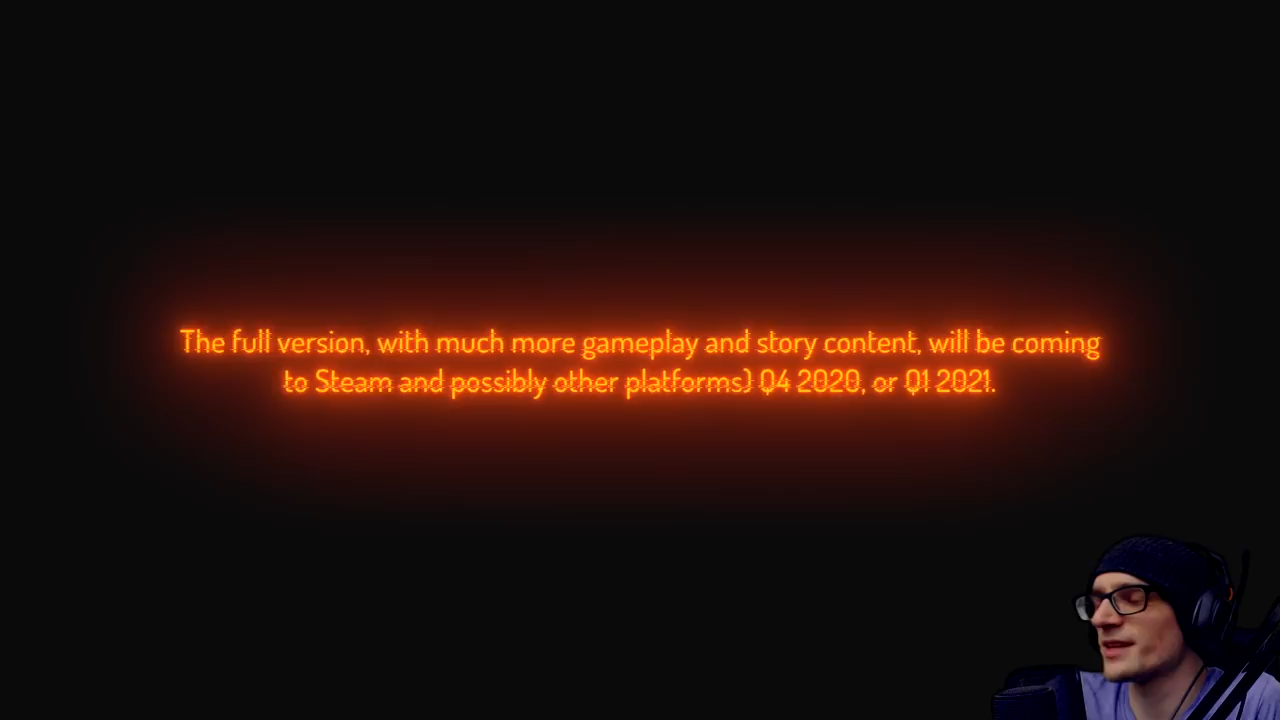 The full version, with much more gameplay and story content, will be coming
to Steam and possibly other platforms) Q4 2020, or Q1 2021.